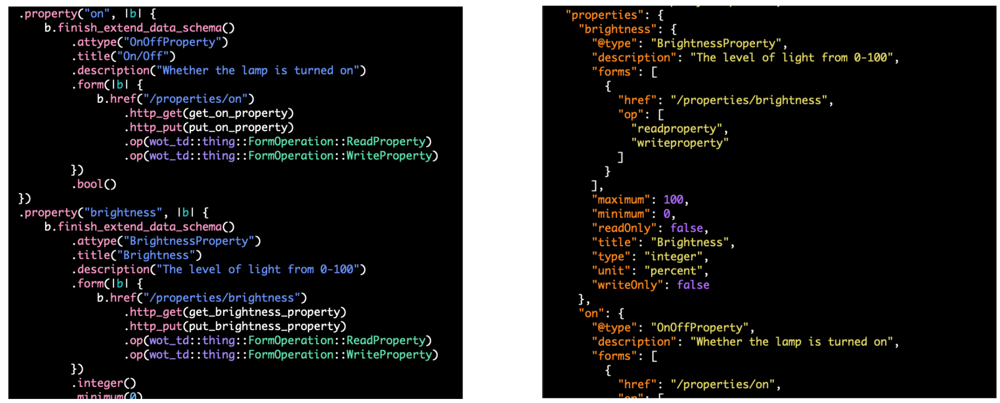 .property("on", |b| {
    b.finish_extend_data_schema()
        .attype("OnOffProperty")
        .title("On/Off")
        .description("Whether the lamp is turned on")
        .form(|b| {
            b.href("/properties/on")
                .http_get(get_on_property)
                .http_put(put_on_property)
                .op(wot_td::thing::FormOperation::ReadProperty)
                .op(wot_td::thing::FormOperation::WriteProperty)
        })
        .bool()
})
.property("brightness", |b| {
    b.finish_extend_data_schema()
        .attype("BrightnessProperty")
        .title("Brightness")
        .description("The level of light from 0-100")
        .form(|b| {
            b.href("/properties/brightness")
                .http_get(get_brightness_property)
                .http_put(put_brightness_property)
                .op(wot_td::thing::FormOperation::ReadProperty)
                .op(wot_td::thing::FormOperation::WriteProperty)
        })
        .integer()
        .minimum(0)
"properties": {
  "brightness": {
    "@type": "BrightnessProperty",
    "description": "The level of light from 0-100",
    "forms": [
      {
        "href": "/properties/brightness",
        "op": [
          "readproperty",
          "writeproperty"
        ]
      }
    ],
    "maximum": 100,
    "minimum": 0,
    "readOnly": false,
    "title": "Brightness",
    "type": "integer",
    "unit": "percent",
    "writeOnly": false
  },
  "on": {
    "@type": "OnOffProperty",
    "description": "Whether the lamp is turned on",
    "forms": [
      {
        "href": "/properties/on",
        "op": [